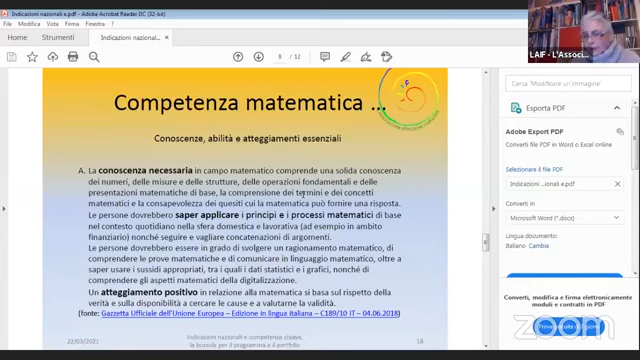 Indicazioni nazionali e.pdf - Adobe Acrobat Reader DC (32-bit)
File Modifica Vista Firma Finestra ?
Home Strumenti Indicazioni nazional... ×
8 / 12
LAIF - L'Associ
Competenza matematica ...
Conoscenze, abilità e atteggiamenti essenziali
A. La conoscenza necessaria in campo matematico comprende una solida conoscenza
dei numeri, delle misure e delle strutture, delle operazioni fondamentali e delle
presentazioni matematiche di base, la comprensione dei termini e dei concetti
matematici e la consapevolezza dei quesiti cui la matematica può fornire una risposta.
Le persone dovrebbero saper applicare i principi e i processi matematici di base
nel contesto quotidiano nella sfera domestica e lavorativa (ad esempio in ambito
finanziario) nonché seguire e vagliare concatenazioni di argomenti.
Le persone dovrebbero essere in grado di svolgere un ragionamento matematico, di
comprendere le prove matematiche e di comunicare in linguaggio matematico, oltre a
saper usare i sussidi appropriati, tra i quali i dati statistici e i grafici, nonché di
comprendere gli aspetti matematici della digitalizzazione.
Un atteggiamento positivo in relazione alla matematica si basa sul rispetto della
verità e sulla disponibilità a cercare le cause e a valutarne la validità.
(fonte: Gazzetta Ufficiale dell'Unione Europea – Edizione in lingua italiana – C189/10 IT – 04.06.2018)
22/03/2021
Indicazioni nazionali e competenze chiave,
la bussola per il programma e il portfolio
18
Cerca "Modificare un'immagine"
Esporta PDF
Adobe Export PDF
Converti file PDF in Word o Excel online
Selezionare il file PDF
Indicazioni ...ionali e.pdf ×
Converti in
Microsoft Word (*.docx)
Lingua documento:
Italiano Cambia
Converti, modifica e firma elettronicamente
moduli e contratti in PDF
Prova gratuita di 7 giorni
zoom